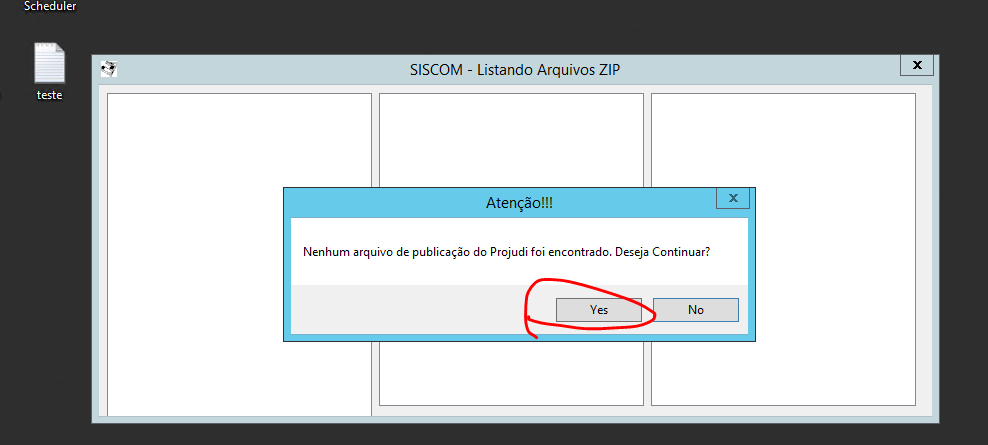 Scheduler
teste
SISCOM - Listando Arquivos ZIP
x
Atenção!!!
x
Nenhum arquivo de publicação do Projudi foi encontrado. Deseja Continuar?
Yes No